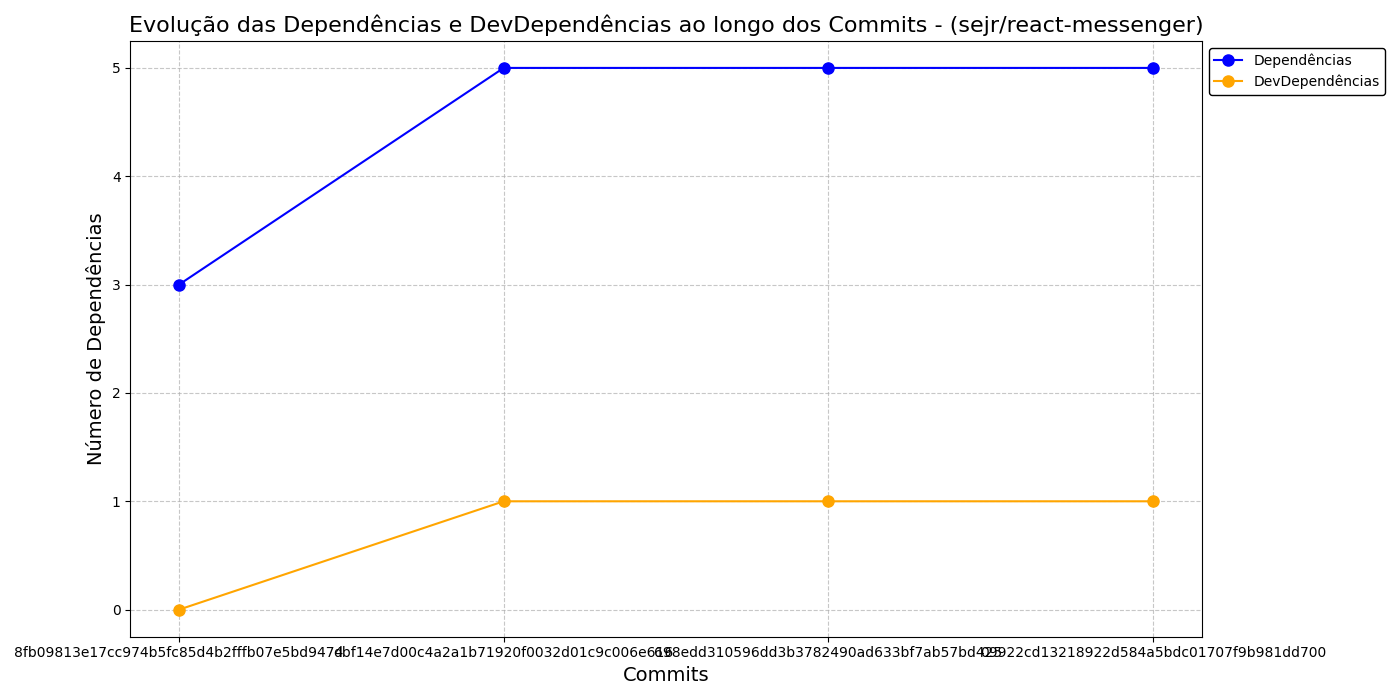 Evolução das Dependências e DevDependências ao longo dos Commits - (sejr/react-messenger)
Dependências
DevDependências
Número de Dependências
5
4
3
2
1
0
Commits